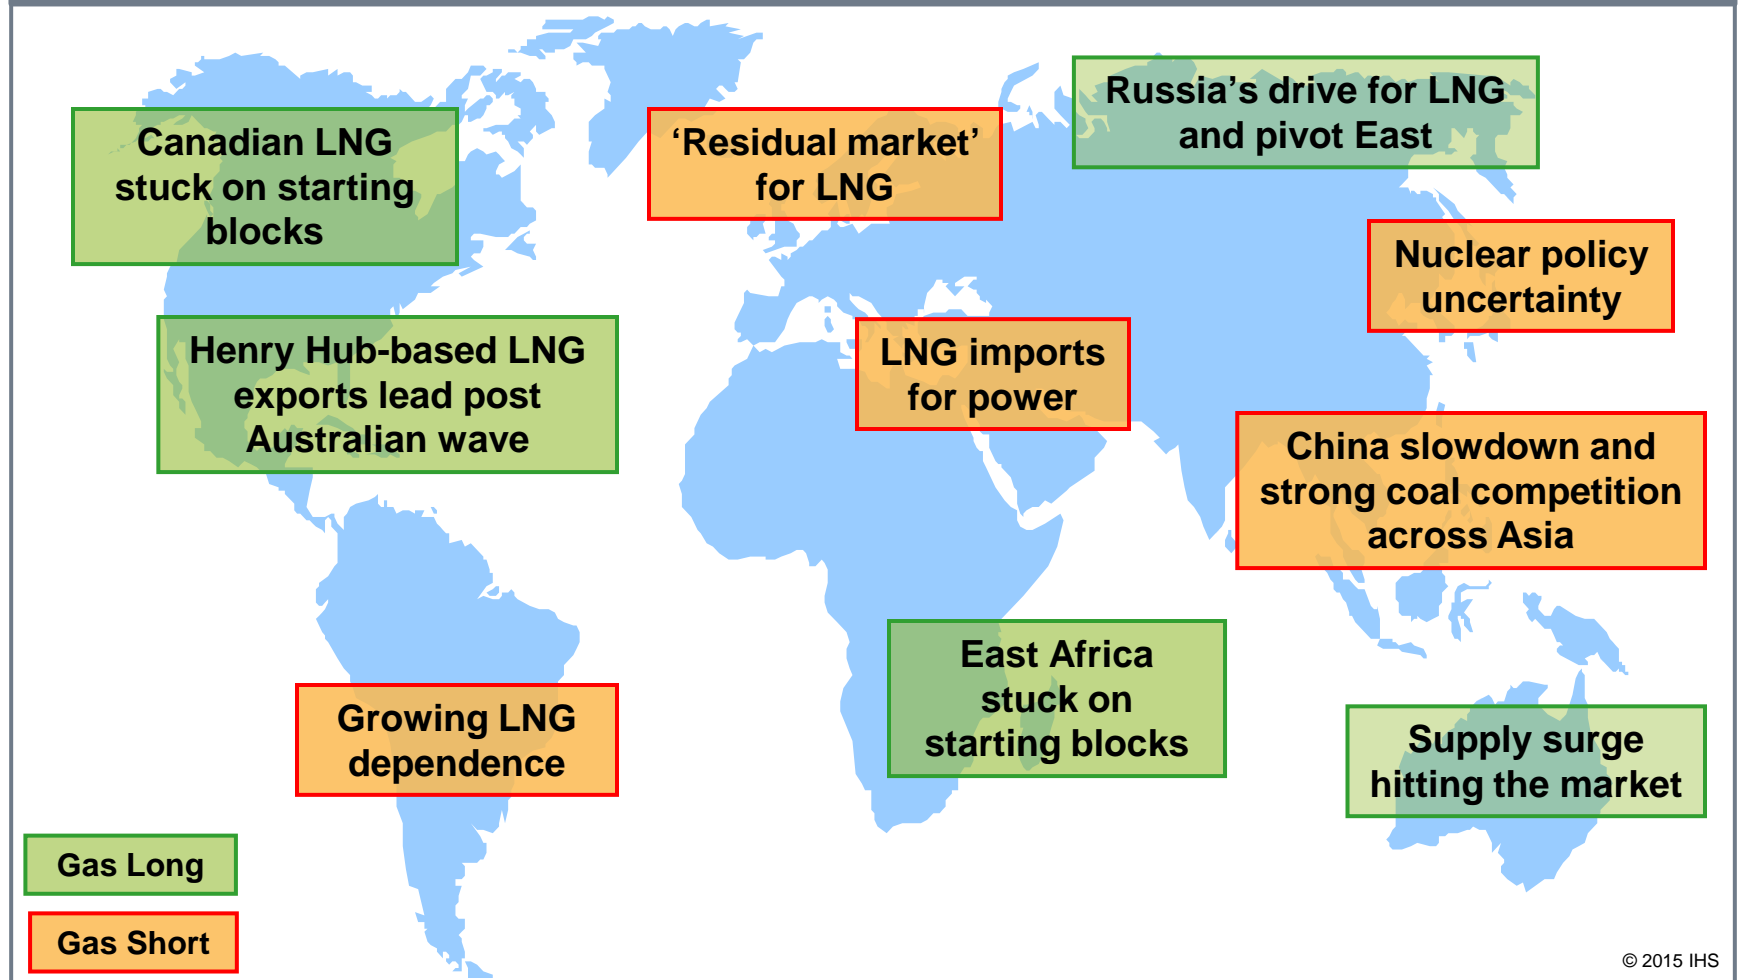 Canadian LNG
stuck on starting
blocks
‘Residual market’
for LNG
Russia’s drive for LNG
and pivot East
Nuclear policy
uncertainty
Henry Hub-based LNG
exports lead post
Australian wave
LNG imports
for power
China slowdown and
strong coal competition
across Asia
East Africa
stuck on
starting blocks
Growing LNG
dependence
Supply surge
hitting the market
Gas Long
Gas Short
© 2015 IHS